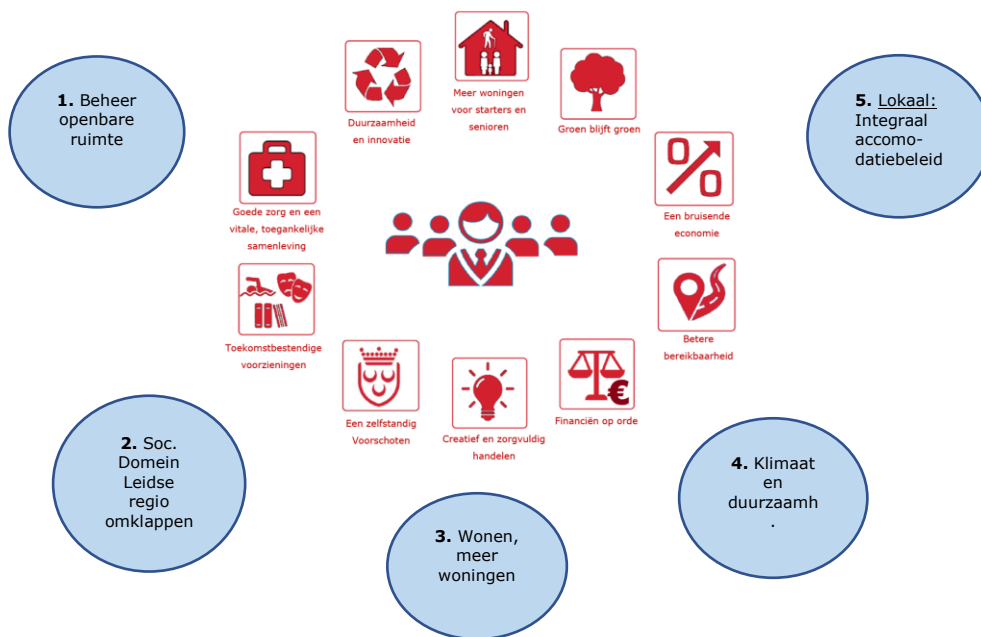 1. Beheer
openbare
ruimte
Duurzaamheid
en innovatie
Meer woningen
voor starters en
senioren
Groen blijft groen
5. Lokaal:
Integraal
accomo-
datiebeleid
Goede zorg en een
vitale, toegankelijke
samenleving
Een bruisende
economie
Toekomstbestendige
voorzieningen
Betere
bereikbaarheid
Een zelfstandig
Voorschoten
Creatief en zorgvuldig
handelen
Financiën op orde
2. Soc.
Domein
Leidse
regio
omklappen
3. Wonen,
meer
woningen
4. Klimaat
en
duurzaamh
.